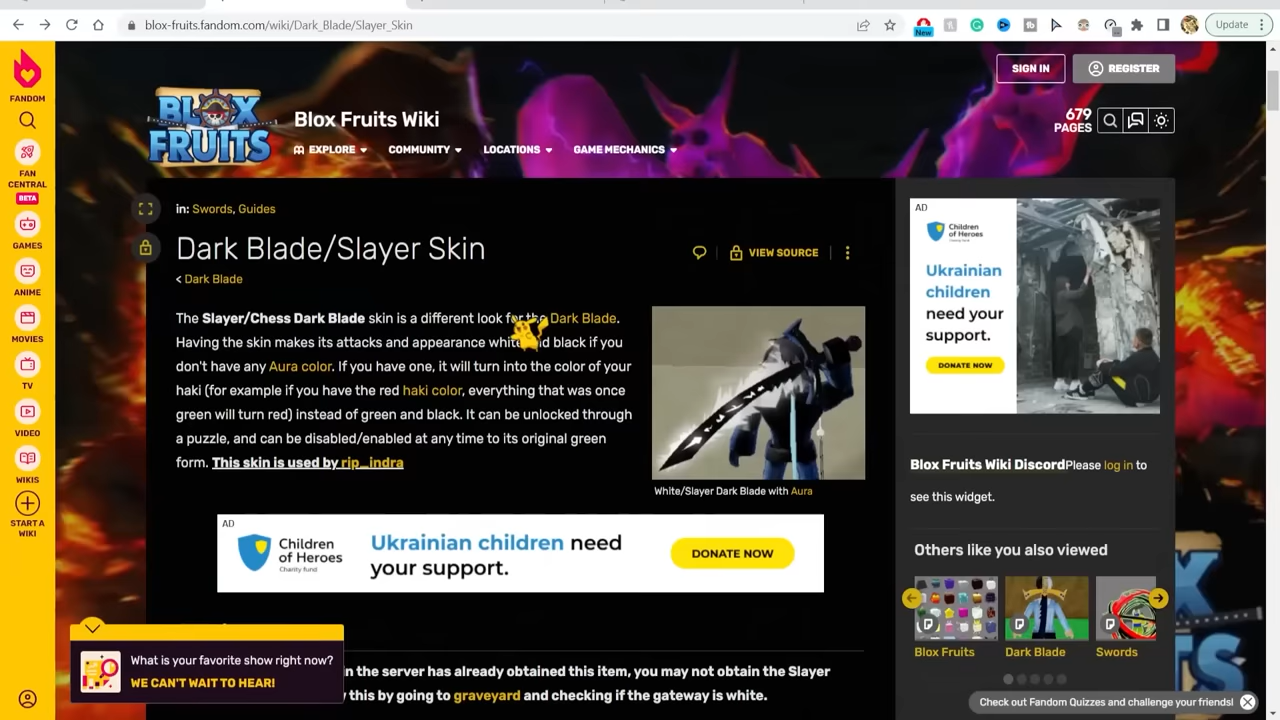 blox-fruits.fandom.com/wiki/Dark_Blade/Slayer_Skin
New
Update
FANDOM
FAN
CENTRAL
BETA
GAMES
ANIME
MOVIES
TV
VIDEO
WIKIS
START A
WIKI
SIGN IN
REGISTER
BLOX
FRUITS
Blox Fruits Wiki
679
PAGES
EXPLORE
COMMUNITY
LOCATIONS
GAME MECHANICS
in: Swords, Guides
Dark Blade/Slayer Skin
VIEW SOURCE
< Dark Blade
The Slayer/Chess Dark Blade skin is a different look for the Dark Blade.
Having the skin makes its attacks and appearance white and black if you
don't have any Aura color. If you have one, it will turn into the color of your
haki (for example if you have the red haki color, everything that was once
green will turn red) instead of green and black. It can be unlocked through
a puzzle, and can be disabled/enabled at any time to its original green
form. This skin is used by rip_indra
White/Slayer Dark Blade with Aura
AD
Children
of Heroes
Charity fund
Ukrainian children need
your support.
DONATE NOW
in the server has already obtained this item, you may not obtain the Slayer
this by going to graveyard and checking if the gateway is white.
What is your favorite show right now?
WE CAN'T WAIT TO HEAR!
AD
Children
of Heroes
Charity fund
Ukrainian
children
need your
support.
DONATE NOW
Blox Fruits Wiki DiscordPlease log in to
see this widget.
Others like you also viewed
Blox Fruits
Dark Blade
Swords
Check out Fandom Quizzes and challenge your friends!